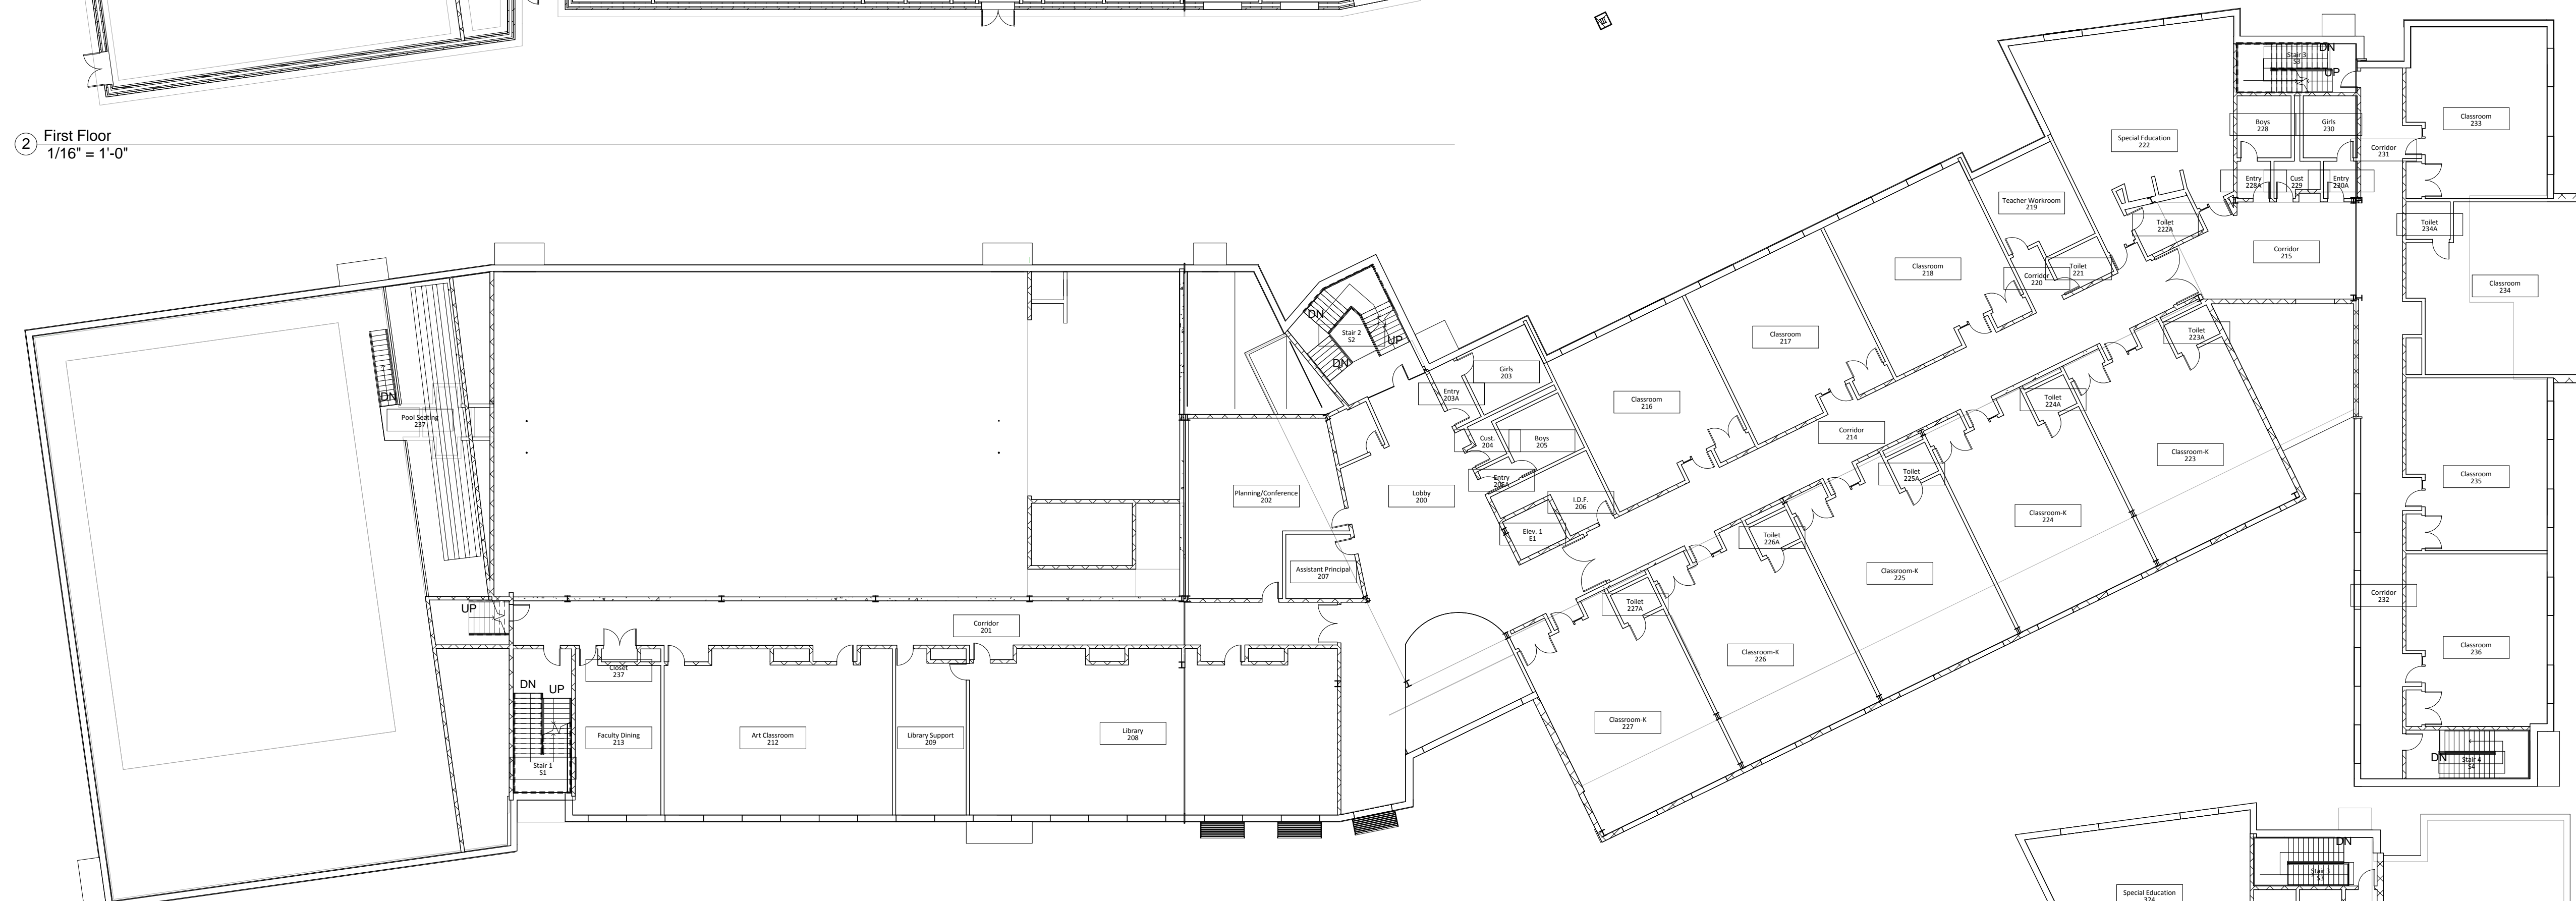 2
First Floor
1/16" = 1'-0"
DN
Stair 3
S3
UP
Boys
228
Girls
230
Classroom
233
Special Education
222
Corridor
231
Entry
228A
Cust
229
Entry
230A
Teacher Workroom
219
Toilet
222A
Toilet
234A
Corridor
215
Classroom
218
Corridor
220
Toilet
221
Classroom
234
DN
Stair 2
S2
UP
DN
Classroom
217
Toilet
223A
Girls
203
Entry
203A
Classroom
216
Toilet
224A
DN
Pool Seating
237
Cust.
204
Boys
205
Corridor
214
Classroom-K
223
Toilet
225A
Classroom
235
Entry
Planning/Conference
202
Lobby
200
I.D.F.
206
Elev. 1
E1
Toilet
226A
Classroom-K
224
Assistant Principal
207
Classroom-K
225
Corridor
232
UP
Corridor
201
Toilet
227A
Classroom-K
226
Classroom
236
Closet
237
DN
UP
Faculty Dining
213
Art Classroom
212
Library Support
209
Library
208
Classroom-K
227
Stair 1
S1
DN
Stair 4
S4
DN
Stair 3
S3
Special Education
324